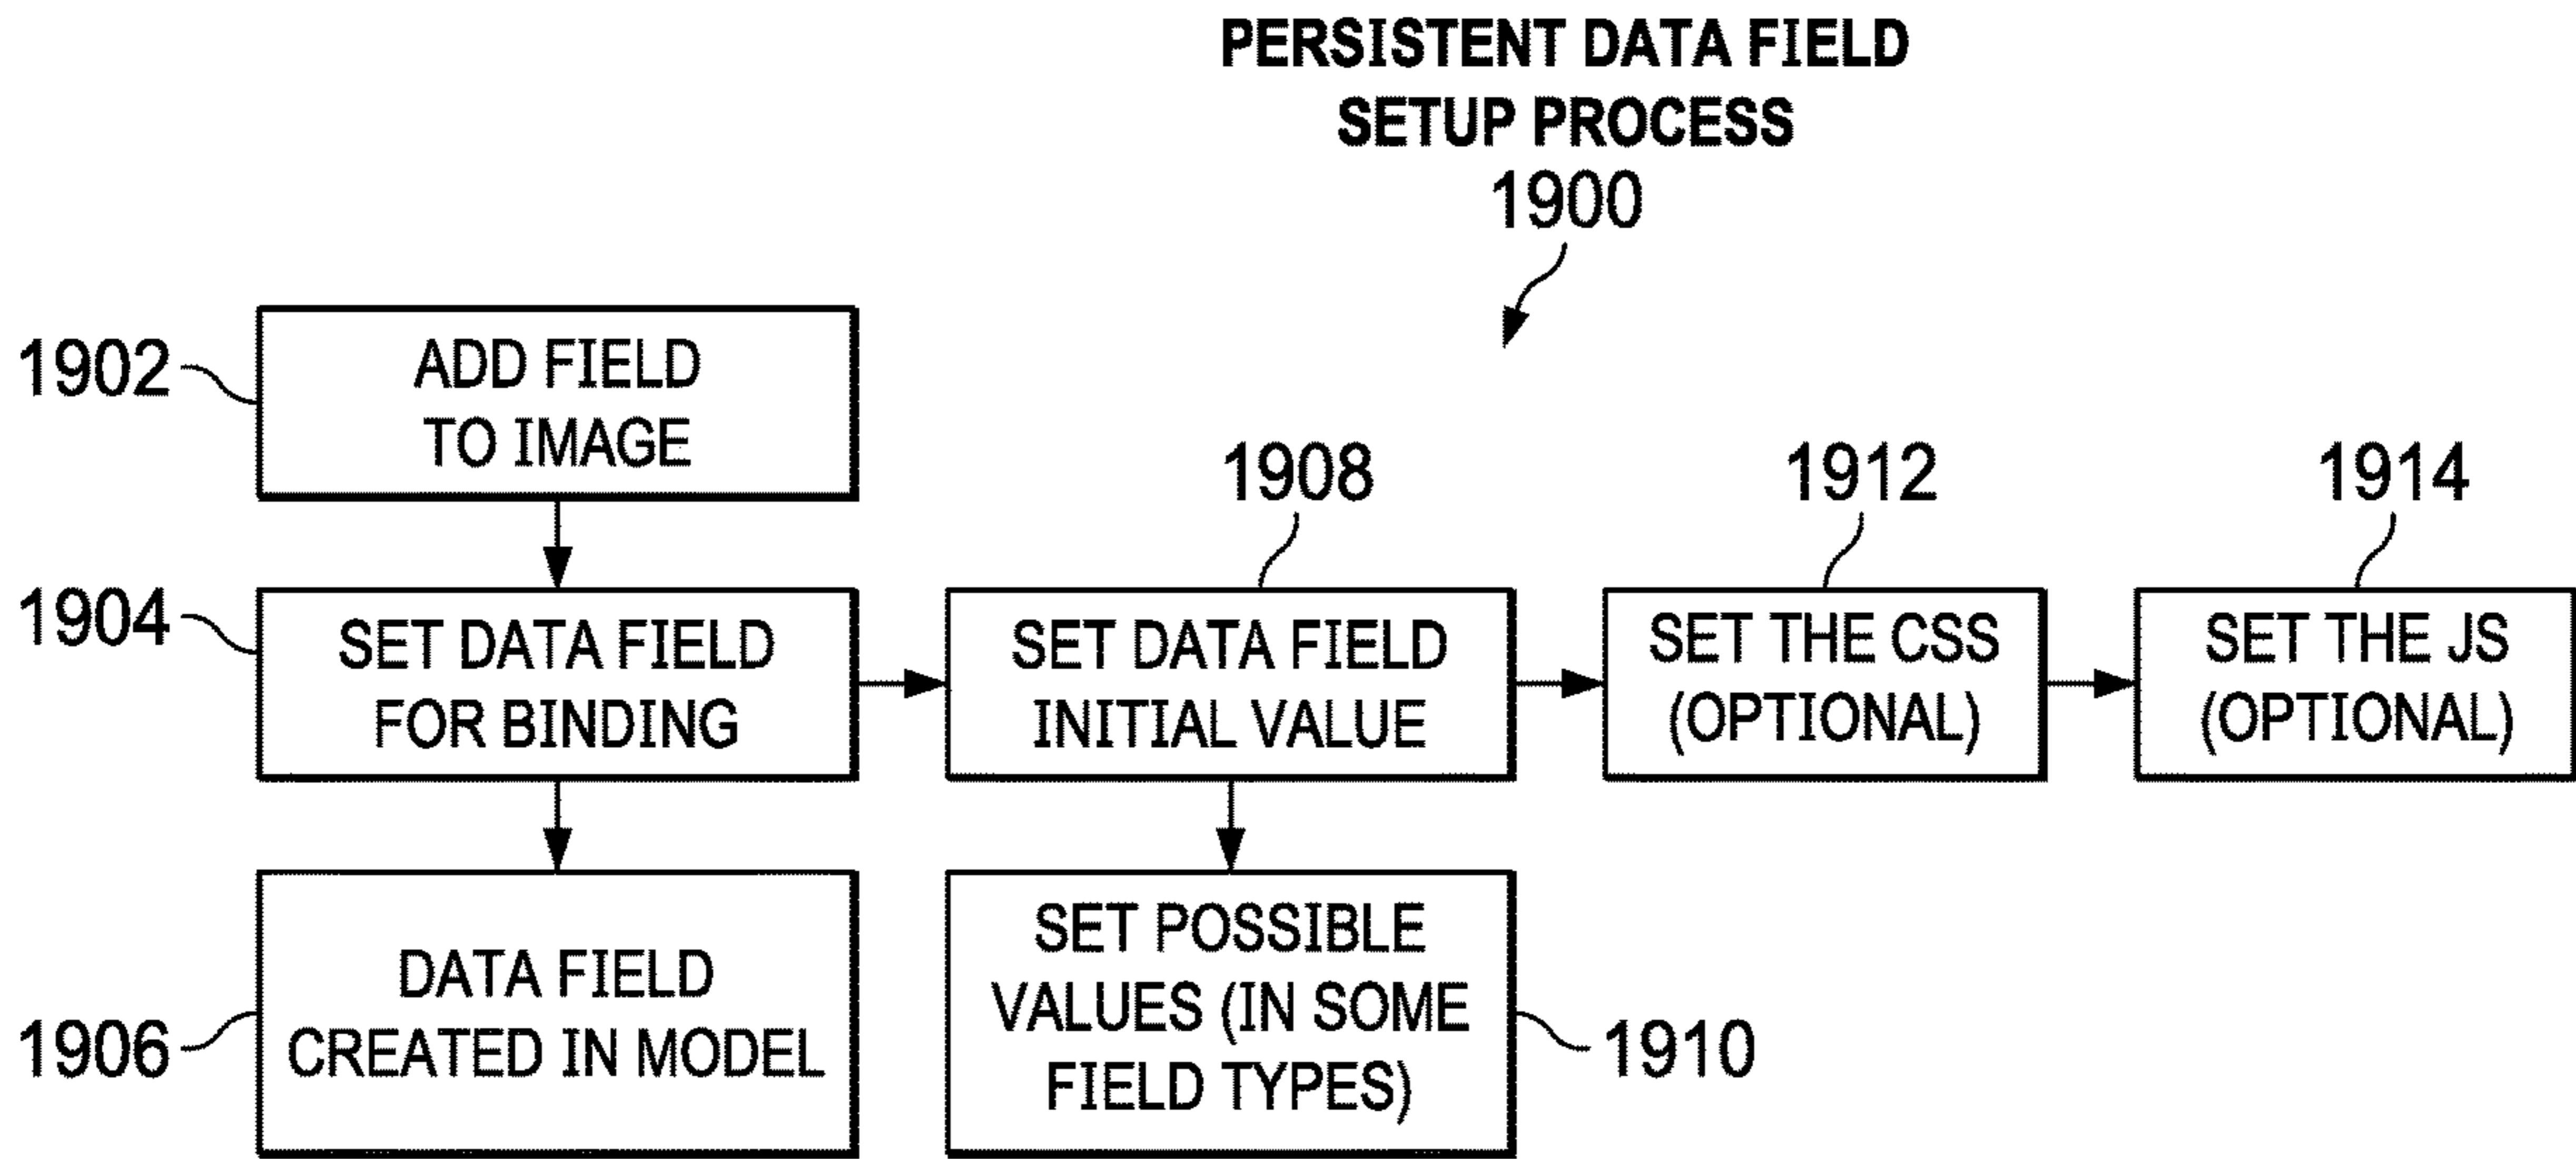 PERSISTENT DATA FIELD
SETUP PROCESS
1900
1902
ADD FIELD
TO IMAGE
1904
SET DATA FIELD
FOR BINDING
1906
DATA FIELD
CREATED IN MODEL
1908
SET DATA FIELD
INITIAL VALUE
SET POSSIBLE
VALUES (IN SOME
FIELD TYPES)
1910
1912
SET THE CSS
(OPTIONAL)
1914
SET THE JS
(OPTIONAL)